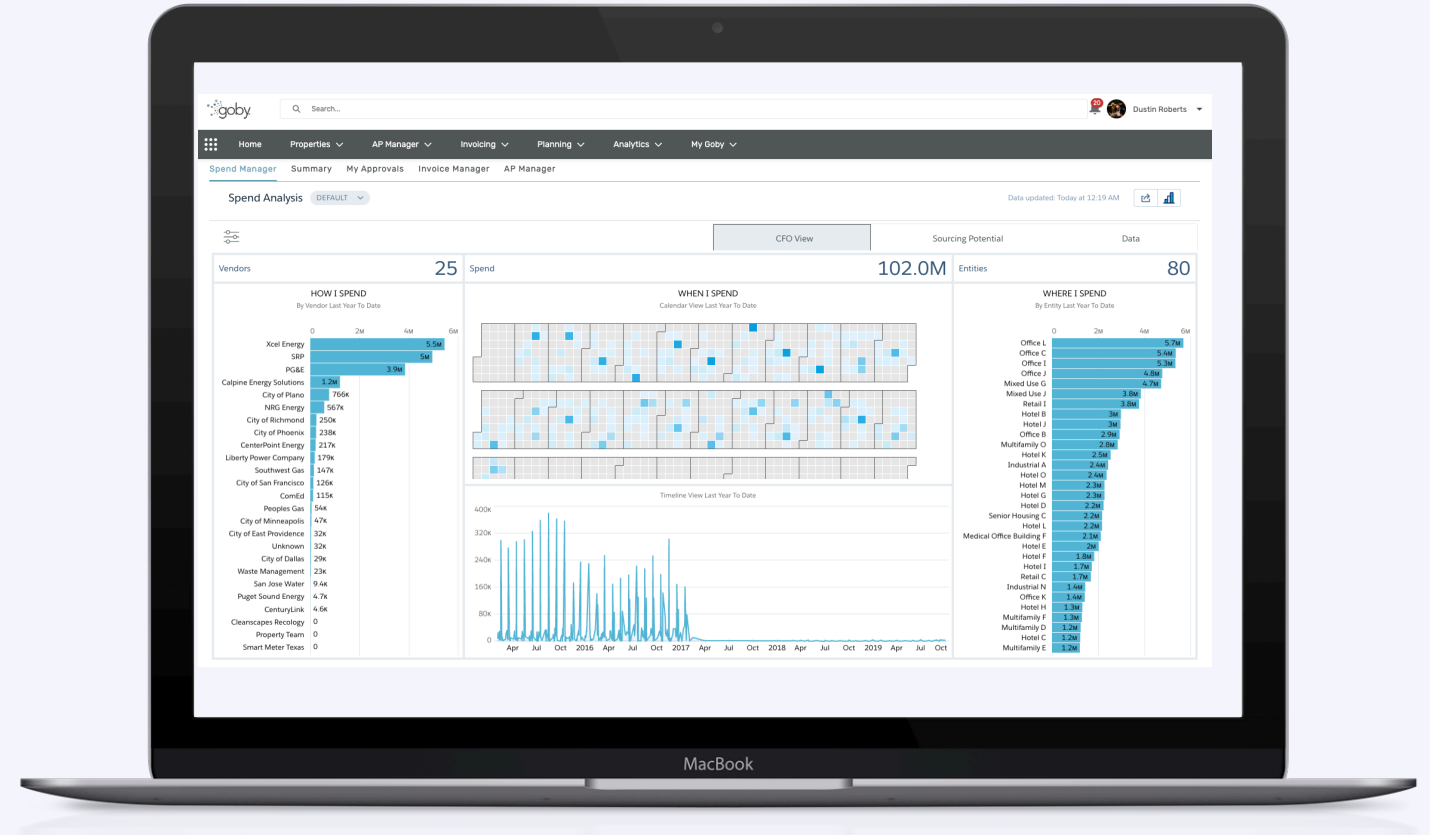 goby.
Search...
20
Dustin Roberts
Home Properties AP Manager Invoicing Planning Analytics My Goby
Spend Manager Summary My Approvals Invoice Manager AP Manager
Spend Analysis DEFAULT
Data updated: Today at 12:19 AM
CFO View Sourcing Potential Data
Vendors 25
HOW I SPEND
By Vendor Last Year To Date
0 2M 4M 6M
Xcel Energy 5.5M
SRP 5M
PG&E 3.9M
Calpine Energy Solutions 1.2M
City of Plano 766K
NRG Energy 567K
City of Richmond 250K
City of Phoenix 238K
CenterPoint Energy 217K
Liberty Power Company 179K
Southwest Gas 147K
City of San Francisco 126K
ComEd 115K
Peoples Gas 54K
City of Minneapolis 47K
City of East Providence 32K
Unknown 32K
City of Dallas 29K
Waste Management 23K
San Jose Water 9.4K
Puget Sound Energy 4.7K
CenturyLink 4.6K
Cleanscapes Recology 0
Property Team 0
Smart Meter Texas 0
Spend 102.0M
WHEN I SPEND
Calendar View Last Year To Date
Timeline View Last Year To Date
400K
320K
240K
160K
80K
0
Apr Jul Oct 2016 Apr Jul Oct 2017 Apr Jul Oct 2018 Apr Jul Oct 2019 Apr Jul Oct
Entities 80
WHERE I SPEND
By Entity Last Year To Date
0 2M 4M 6M
Office L 5.7M
Office C 5.4M
Office I 5.3M
Office J 4.8M
Mixed Use G 4.7M
Mixed Use J 3.8M
Retail I 3.8M
Hotel B 3M
Hotel J 3M
Office B 2.9M
Multifamily O 2.8M
Hotel K 2.5M
Industrial A 2.4M
Hotel O 2.4M
Hotel M 2.3M
Hotel G 2.3M
Hotel D 2.2M
Senior Housing C 2.2M
Hotel L 2.2M
Medical Office Building F 2.1M
Hotel E 2M
Hotel F 1.8M
Hotel I 1.7M
Retail C 1.7M
Industrial N 1.4M
Office K 1.4M
Hotel H 1.3M
Multifamily F 1.3M
Multifamily D 1.2M
Hotel C 1.2M
Multifamily E 1.2M
MacBook